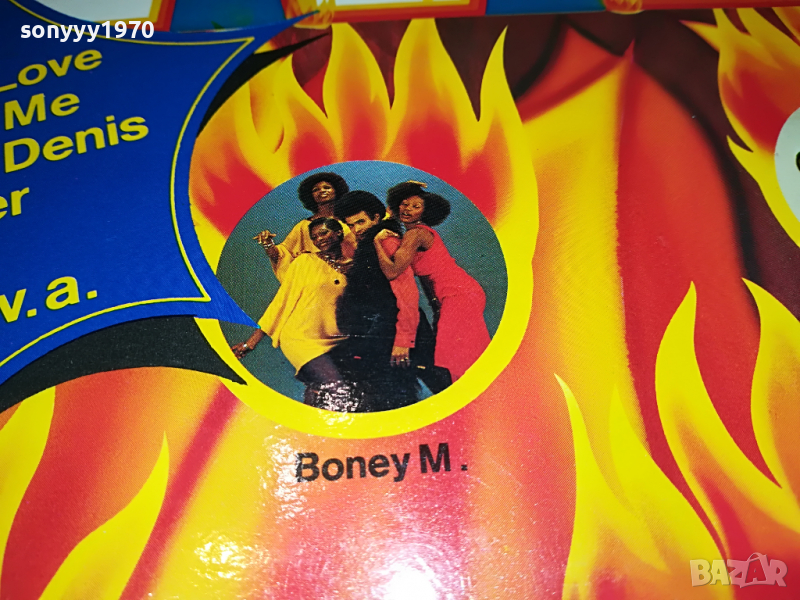 sonyyy1970
Love
Me
Denis
er
v.a.
Boney M.
BAZAR